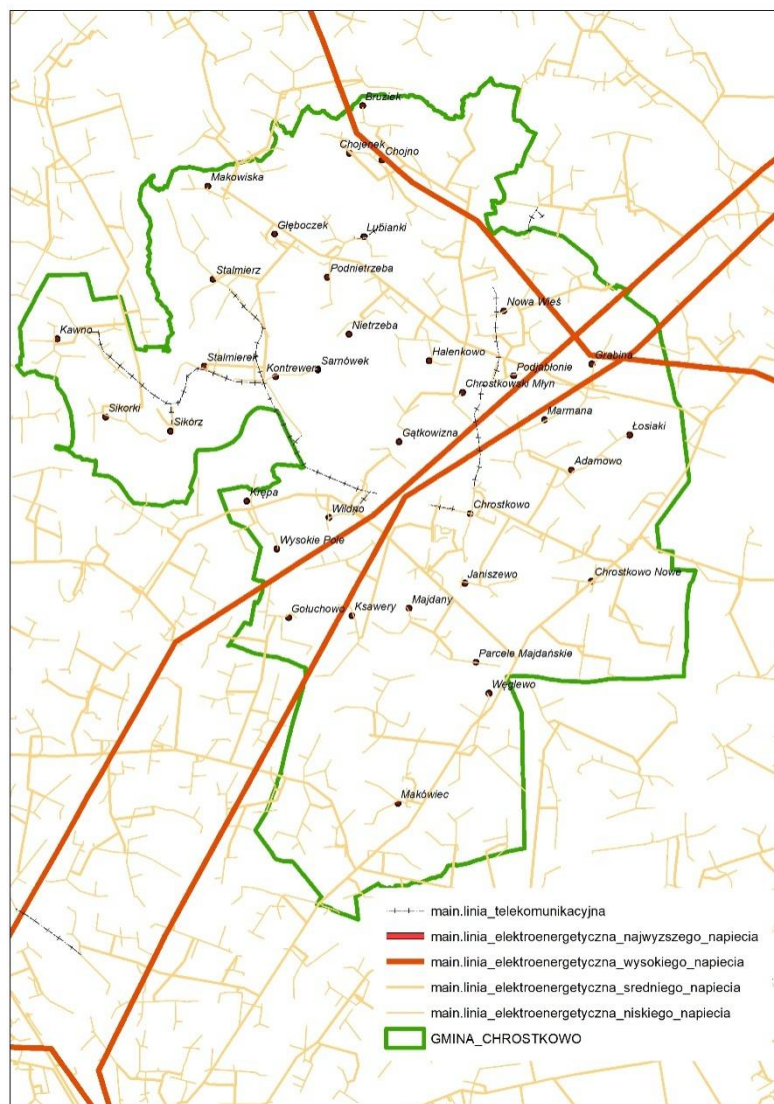 Bruziek
Chojenek
Chojno
Makowiska
Głęboczek
Lubianki
Stalmierz
Podnietrzeba
Nowa Wieś
Kawno
Nietrzeba
Stalmierek
Kontrewers
Samówek
Halenkowo
Podjabłonie
Grabina
Chrostkowski Młyn
Sikorki
Sikórz
Marmana
Gątkowizna
Łosiaki
Adamowo
Krępa
Wildno
Chrostkowo
Wysokie Pole
Janiszewo
Chrostkowo Nowe
Gołuchowo
Ksawery
Majdany
Parcele Majdańskie
Węglewo
Makówiec
main.linia_telekomunikacyjna
main.linia_elektroenergetyczna_najwyzszego_napiecia
main.linia_elektroenergetyczna_wysokiego_napiecia
main.linia_elektroenergetyczna_sredniego_napiecia
main.linia_elektroenergetyczna_niskiego_napiecia
GMINA_CHROSTKOWO